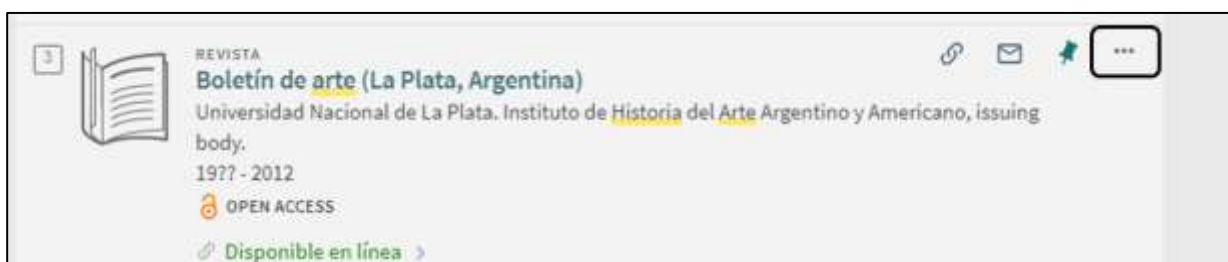 3
REVISTA
Boletín de arte (La Plata, Argentina)
Universidad Nacional de La Plata. Instituto de Historia del Arte Argentino y Americano, issuing
body.
19?? - 2012
OPEN ACCESS
Disponible en línea